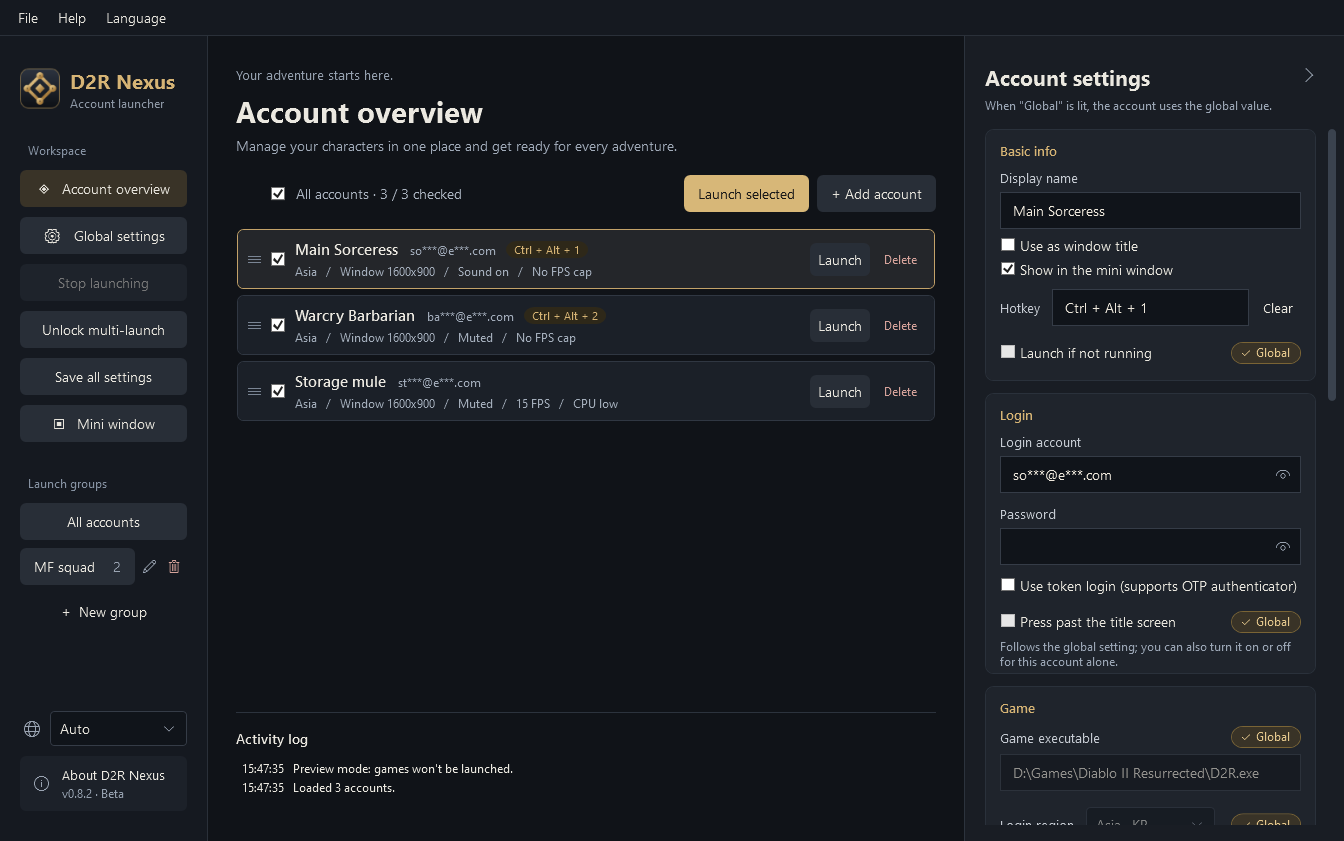 File Help Language
D2R Nexus
Account launcher
Workspace
Account overview
Global settings
Stop launching
Unlock multi-launch
Save all settings
Mini window
Launch groups
All accounts
MF squad 2
+ New group
Auto
About D2R Nexus
v0.8.2 · Beta
Your adventure starts here.
Account overview
Manage your characters in one place and get ready for every adventure.
All accounts · 3 / 3 checked
Launch selected
+ Add account
Main Sorceress so***@e***.com Ctrl + Alt + 1
Asia / Window 1600x900 / Sound on / No FPS cap
Launch Delete
Warcry Barbarian ba***@e***.com Ctrl + Alt + 2
Asia / Window 1600x900 / Muted / No FPS cap
Launch Delete
Storage mule st***@e***.com
Asia / Window 1600x900 / Muted / 15 FPS / CPU low
Launch Delete
Activity log
15:47:35 Preview mode: games won't be launched.
15:47:35 Loaded 3 accounts.
Account settings
When "Global" is lit, the account uses the global value.
Basic info
Display name
Main Sorceress
Use as window title
Show in the mini window
Hotkey Ctrl + Alt + 1 Clear
Launch if not running Global
Login
Login account
so***@e***.com
Password
Use token login (supports OTP authenticator)
Press past the title screen Global
Follows the global setting; you can also turn it on or off
for this account alone.
Game
Game executable Global
D:\Games\Diablo II Resurrected\D2R.exe
Login region Asia - KR Global